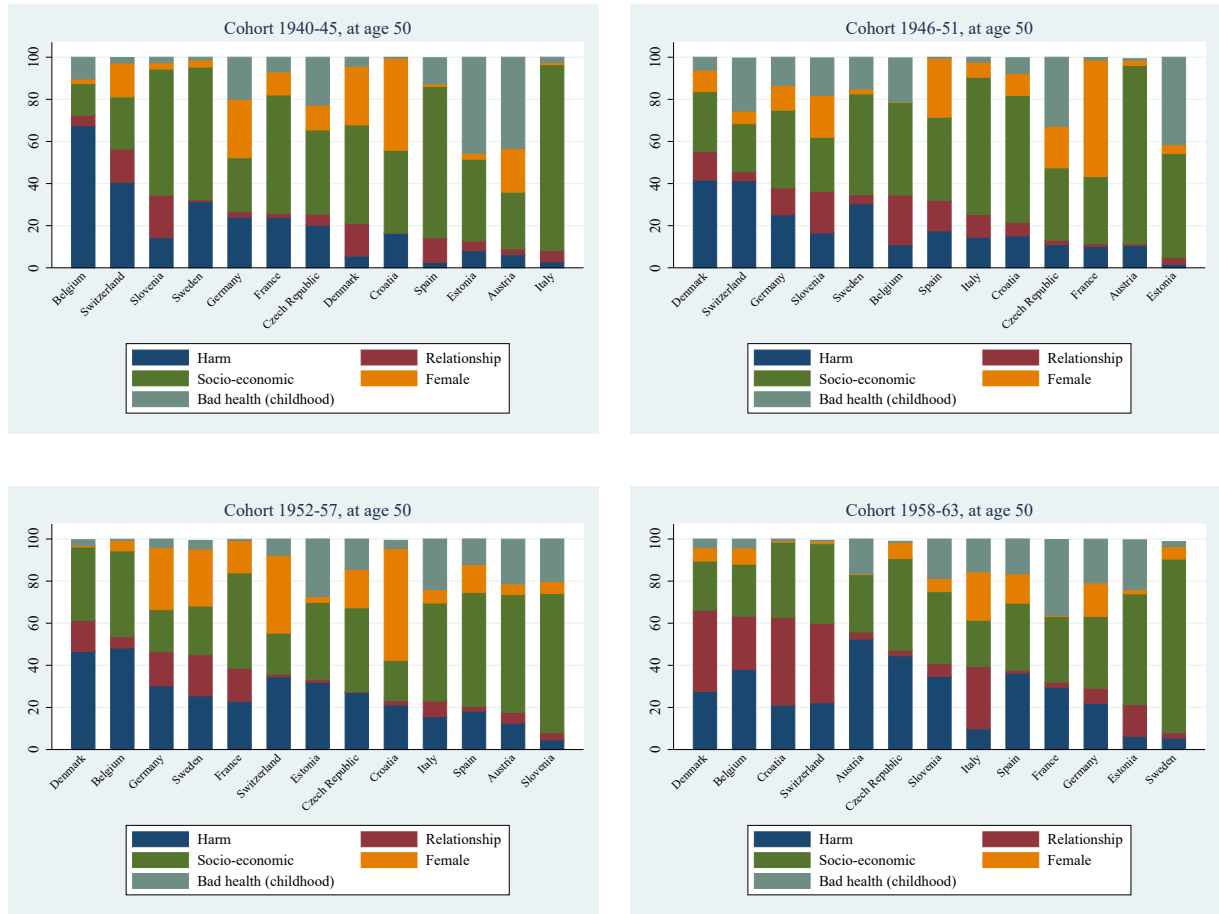 Cohort 1940-45, at age 50
100
80
60
40
20
0
Belgium
Switzerland
Slovenia
Sweden
Germany
France
Czech Republic
Denmark
Croatia
Spain
Estonia
Austria
Italy
Harm
Relationship
Socio-economic
Female
Bad health (childhood)
Cohort 1946-51, at age 50
100
80
60
40
20
0
Denmark
Switzerland
Germany
Slovenia
Sweden
Belgium
Spain
Italy
Croatia
Czech Republic
France
Austria
Estonia
Harm
Relationship
Socio-economic
Female
Bad health (childhood)
Cohort 1952-57, at age 50
100
80
60
40
20
0
Denmark
Belgium
Germany
Sweden
France
Switzerland
Estonia
Czech Republic
Croatia
Italy
Spain
Austria
Slovenia
Harm
Relationship
Socio-economic
Female
Bad health (childhood)
Cohort 1958-63, at age 50
100
80
60
40
20
0
Denmark
Belgium
Croatia
Switzerland
Austria
Czech Republic
Slovenia
Italy
Spain
France
Germany
Estonia
Sweden
Harm
Relationship
Socio-economic
Female
Bad health (childhood)